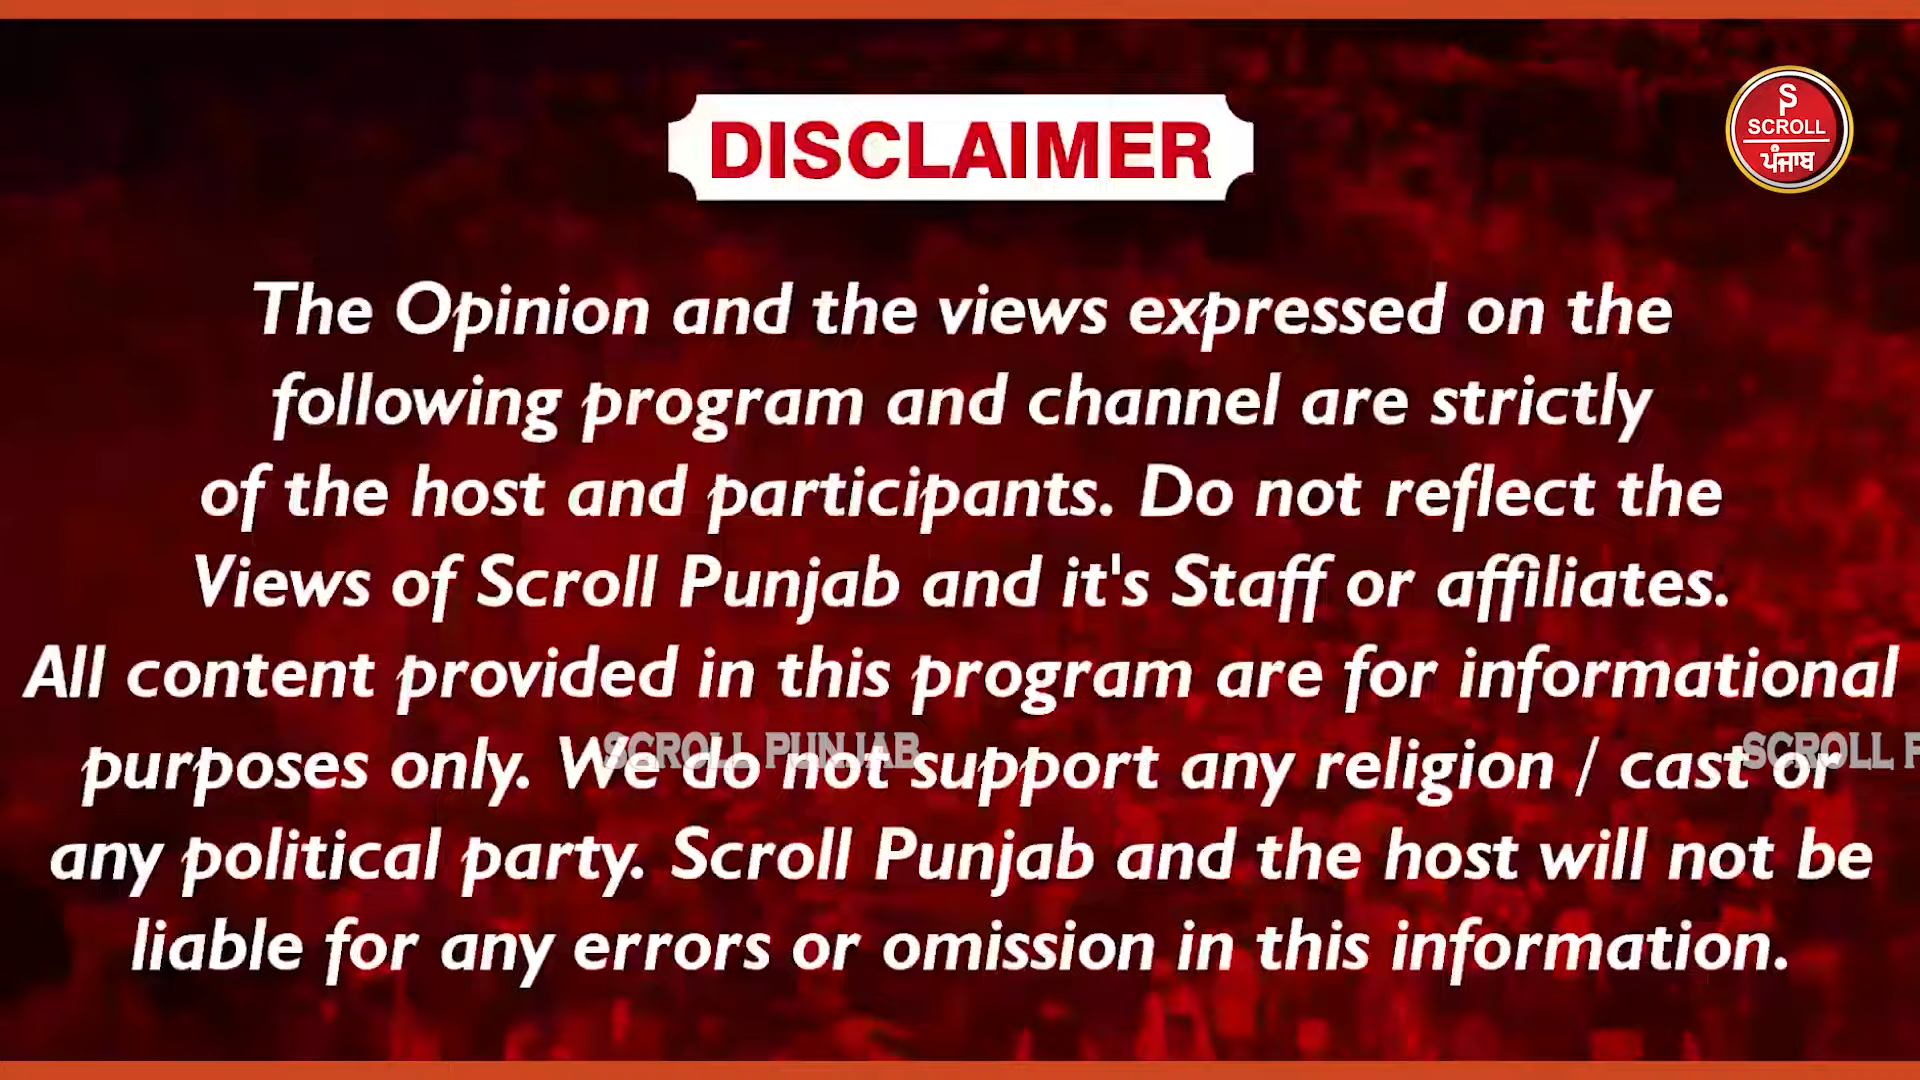 DISCLAIMER
SP
SCROLL
ਪੰਜਾਬ
The Opinion and the views expressed on the
following program and channel are strictly
of the host and participants. Do not reflect the
Views of Scroll Punjab and it's Staff or affiliates.
All content provided in this program are for informational
purposes only. We do not support any religion / cast or
SCROLL PUNJAB
SCROLL P
any political party. Scroll Punjab and the host will not be
liable for any errors or omission in this information.